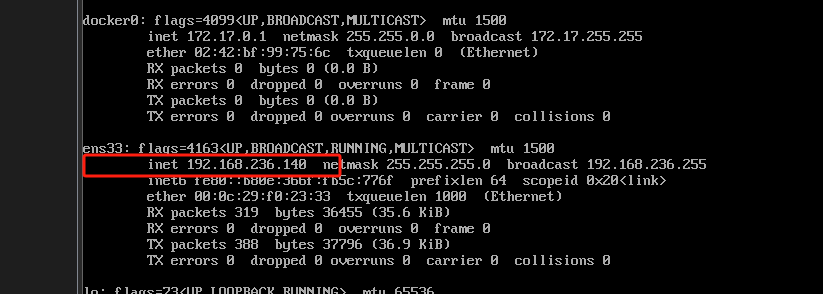 docker0: flags=4099<UP,BROADCAST,MULTICAST>  mtu 1500
inet 172.17.0.1  netmask 255.255.0.0  broadcast 172.17.255.255
ether 02:42:bf:99:75:6c  txqueuelen 0  (Ethernet)
RX packets 0  bytes 0 (0.0 B)
RX errors 0  dropped 0  overruns 0  frame 0
TX packets 0  bytes 0 (0.0 B)
TX errors 0  dropped 0 overruns 0  carrier 0  collisions 0
ens33: flags=4163<UP,BROADCAST,RUNNING,MULTICAST>  mtu 1500
inet 192.168.236.140  netmask 255.255.255.0  broadcast 192.168.236.255
inet6 fe80::b80e:366f:fb5c:776f  prefixlen 64  scopeid 0x20<link>
ether 00:0c:29:f0:23:33  txqueuelen 1000  (Ethernet)
RX packets 319  bytes 36455 (35.6 KiB)
RX errors 0  dropped 0  overruns 0  frame 0
TX packets 388  bytes 37796 (36.9 KiB)
TX errors 0  dropped 0 overruns 0  carrier 0  collisions 0
lo: flags=73<UP,LOOPBACK,RUNNING>  mtu 65536